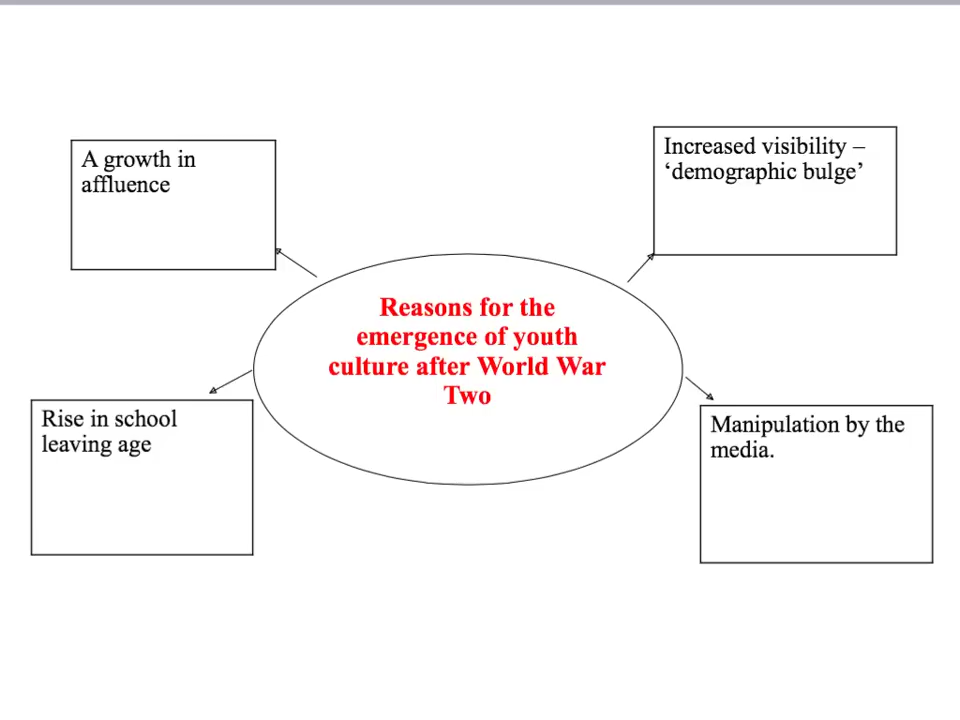 A growth in
affluence
Increased visibility –
‘demographic bulge’
Reasons for the
emergence of youth
culture after World War
Two
Rise in school
leaving age
Manipulation by the
media.